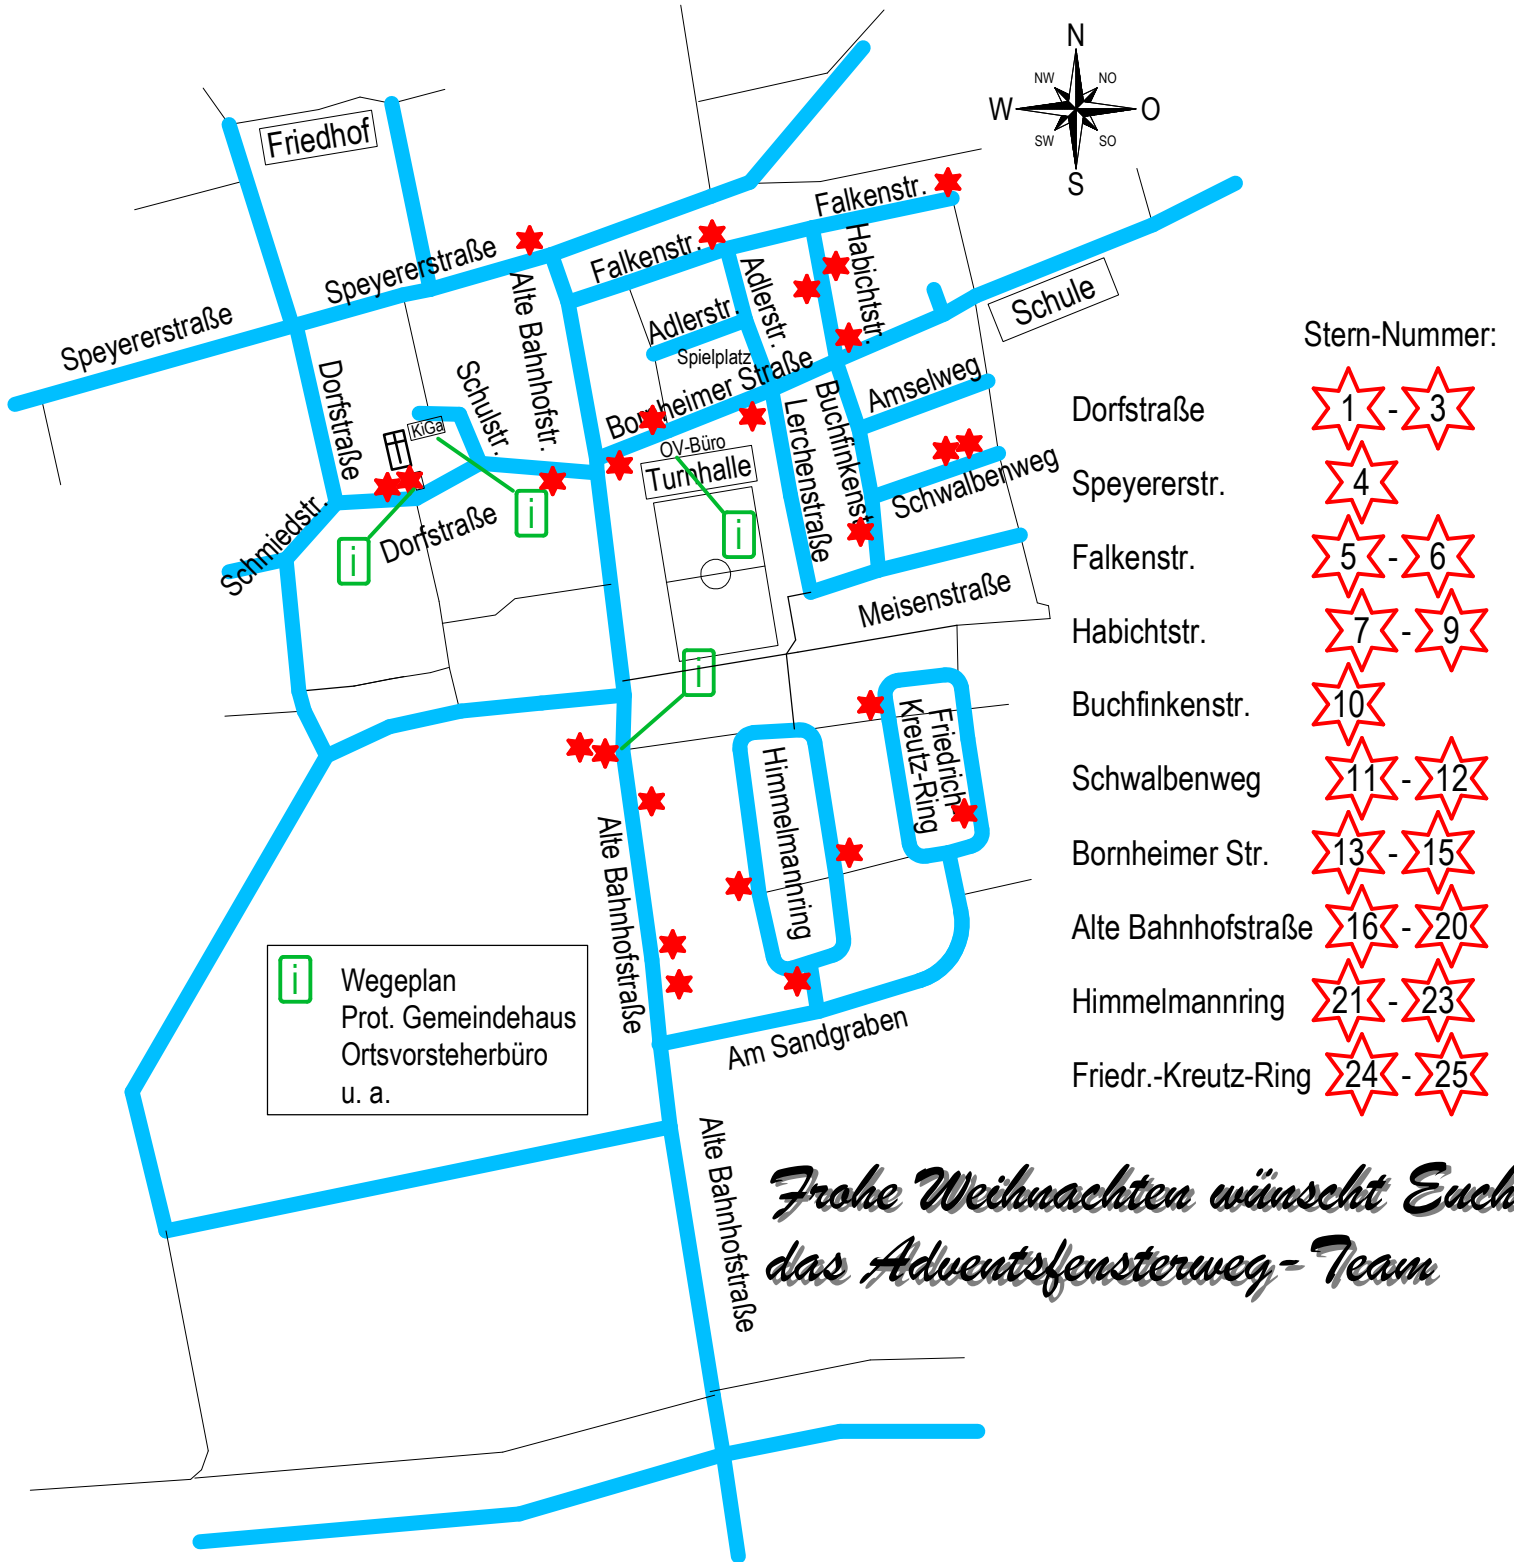 N
NW
NO
W
O
SW
SO
S
Friedhof
Falkenstr.
Speyererstraße
Falkenstr.
Habichtstr.
Alte Bahnhofstr.
Adlerstr.
Adlerstr.
Speyererstraße
Schule
Spielplatz
Dorfstraße
Schulstr.
Bornheimer Straße
Buchfinkenstr.
Amselweg
KiGa
Lerchenstraße
OV-Büro
Turnhalle
Schwalbenweg
Schmiedstr.
Dorfstraße
i
i
i
Meisenstraße
i
Friedrich
Kreutz-Ring
Himmelmannring
Alte Bahnhofstraße
Am Sandgraben
Alte Bahnhofstraße
i Wegeplan
Prot. Gemeindehaus
Ortsvorsteherbüro
u. a.
Stern-Nummer:
Dorfstraße 1 - 3
Speyererstr. 4
Falkenstr. 5 - 6
Habichtstr. 7 - 9
Buchfinkenstr. 10
Schwalbenweg 11 - 12
Bornheimer Str. 13 - 15
Alte Bahnhofstraße 16 - 20
Himmelmannring 21 - 23
Friedr.-Kreutz-Ring 24 - 25
Frohe Weihnachten wünscht Euch
das Adventsfensterweg-Team